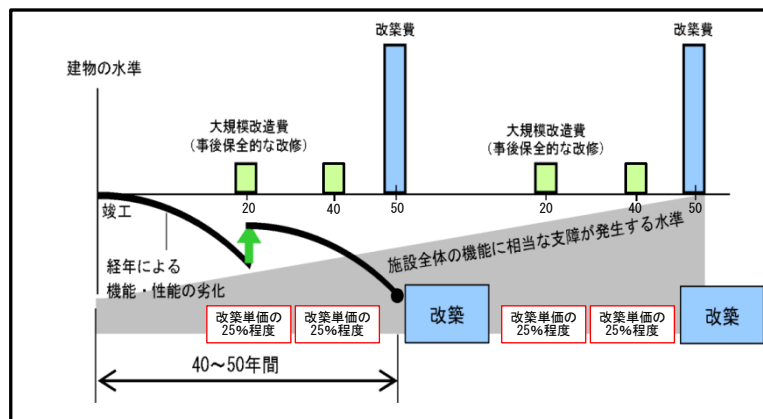 改築費
改築費
建物の水準
大規模改造費
（事後保全的な改修）
大規模改造費
（事後保全的な改修）
竣工
20
40
50
20
40
50
施設全体の機能に相当な支障が発生する水準
経年による
機能・性能の劣化
改築単価の
25%程度
改築単価の
25%程度
改築
改築単価の
25%程度
改築単価の
25%程度
改築
40～50年間